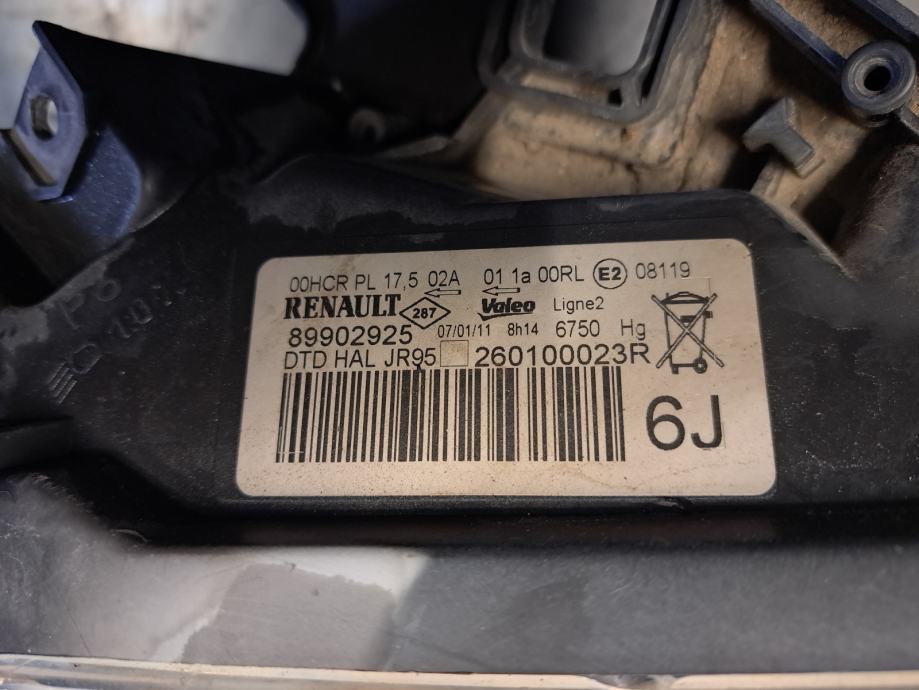 00HCR PL 17,5 02A 01 1a 00RL E2 08119
RENAULT 287 Valeo Ligne2
89902925 07/01/11 8h14 6750 Hg
DTD HAL JR95 260100023R
6J